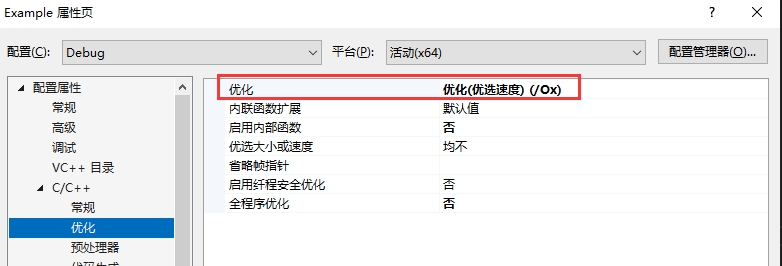 Example 属性页 ? ×
配置(C): Debug 平台(P): 活动(x64) 配置管理器(O)...
配置属性
常规
高级
调试
VC++ 目录
C/C++
常规
优化
预处理器
代码生成
优化 优化(优选速度) (/Ox)
内联函数扩展 默认值
启用内部函数 否
优选大小或速度 均不
省略帧指针
启用纤程安全优化 否
全程序优化 否